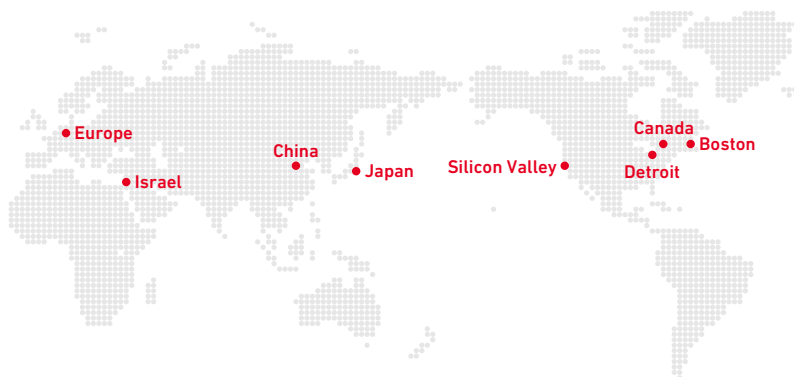 Europe
Israel
China
Japan
Silicon Valley
Canada
Boston
Detroit